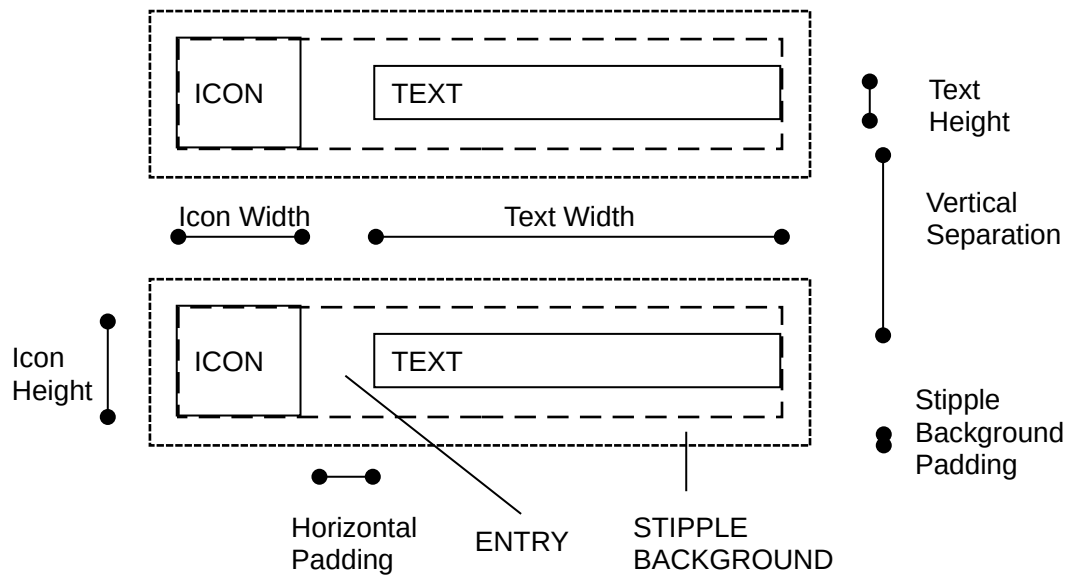 ICON
TEXT
Text
Height
Icon Width
Text Width
Vertical
Separation
ICON
TEXT
Icon
Height
Stipple
Background
Padding
Horizontal
Padding
ENTRY
STIPPLE
BACKGROUND